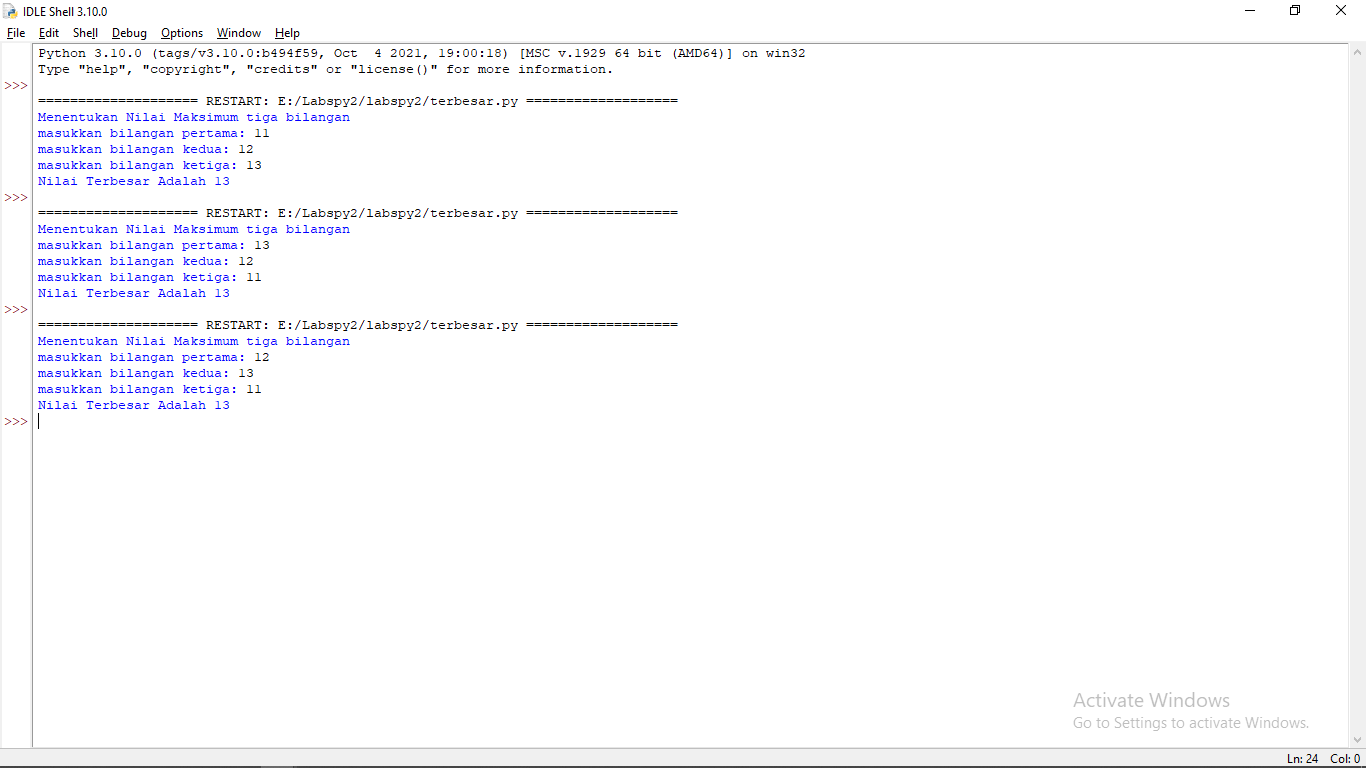 IDLE Shell 3.10.0
File Edit Shell Debug Options Window Help
Python 3.10.0 (tags/v3.10.0:b494f59, Oct  4 2021, 19:00:18) [MSC v.1929 64 bit (AMD64)] on win32
Type "help", "copyright", "credits" or "license()" for more information.
>>>
==================== RESTART: E:/Labspy2/labspy2/terbesar.py ===================
Menentukan Nilai Maksimum tiga bilangan
masukkan bilangan pertama: 11
masukkan bilangan kedua: 12
masukkan bilangan ketiga: 13
Nilai Terbesar Adalah 13
>>>
==================== RESTART: E:/Labspy2/labspy2/terbesar.py ===================
Menentukan Nilai Maksimum tiga bilangan
masukkan bilangan pertama: 13
masukkan bilangan kedua: 12
masukkan bilangan ketiga: 11
Nilai Terbesar Adalah 13
>>>
==================== RESTART: E:/Labspy2/labspy2/terbesar.py ===================
Menentukan Nilai Maksimum tiga bilangan
masukkan bilangan pertama: 12
masukkan bilangan kedua: 13
masukkan bilangan ketiga: 11
Nilai Terbesar Adalah 13
>>>
Activate Windows
Go to Settings to activate Windows.
Ln: 24 Col: 0